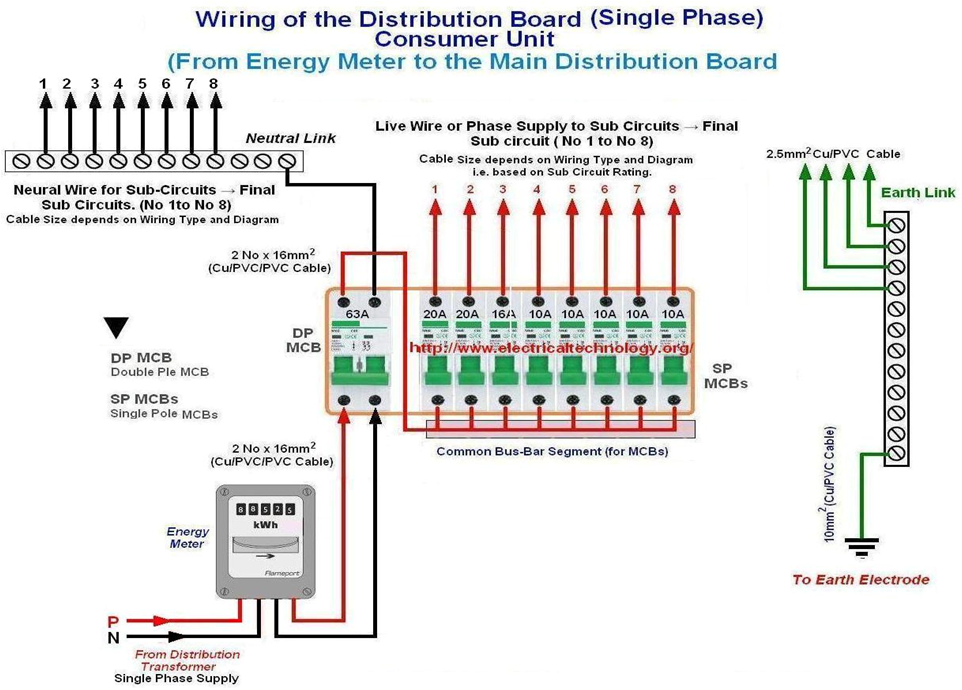 Wiring of the Distribution Board (Single Phase)
Consumer Unit
(From Energy Meter to the Main Distribution Board
1 2 3 4 5 6 7 8
Neutral Link
Neural Wire for Sub-Circuits → Final
Sub Circuits. (No 1to No 8)
Cable Size depends on Wiring Type and Diagram
Live Wire or Phase Supply to Sub Circuits → Final
Sub circuit ( No 1 to No 8)
Cable Size depends on Wiring Type and Diagram
i.e. based on Sub Circuit Rating.
1 2 3 4 5 6 7 8
2.5mm² Cu/PVC Cable
Earth Link
2 No x 16mm²
(Cu/PVC/PVC Cable)
63A
20A 20A 16A 10A 10A 10A 10A 10A
DP
MCB
http://www.electricaltechnology.org/
SP
MCBs
DP MCB
Double Ple MCB
SP MCBs
Single Pole MCBs
Common Bus-Bar Segment (for MCBs)
2 No x 16mm²
(Cu/PVC/PVC Cable)
10mm² (Cu/PVC Cable)
88525
kWh
Flameport
Energy
Meter
To Earth Electrode
P
N
From Distribution
Transformer
Single Phase Supply